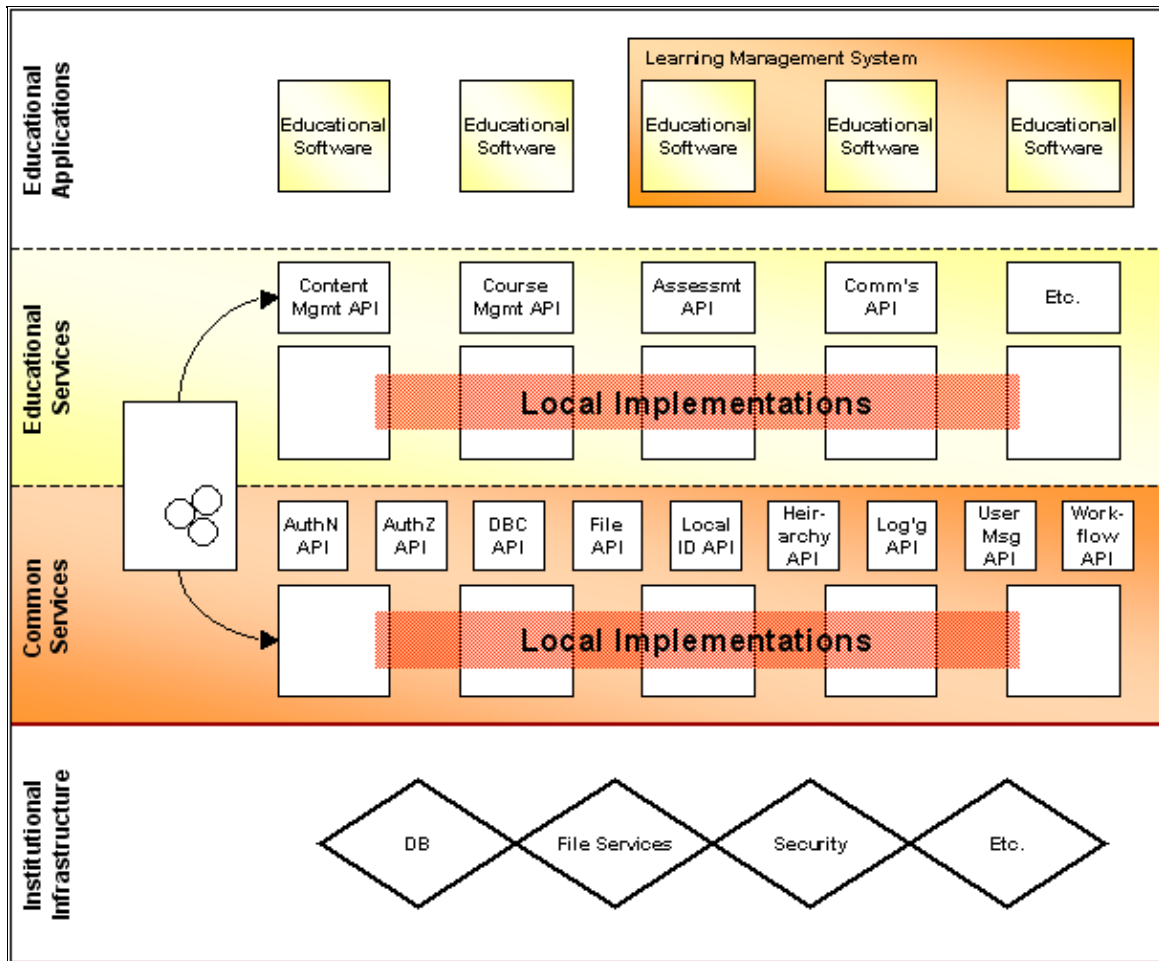 Educational
Applications
Learning Management System
Educational
Software
Educational
Software
Educational
Software
Educational
Software
Educational
Software
Educational
Services
Content
Mgmt API
Course
Mgmt API
Assessmt
API
Comm's
API
Etc.
Local Implementations
Common
Services
AuthN
API
AuthZ
API
DBC
API
File
API
Local
ID API
Heir-
archy
API
Log'g
API
User
Msg
API
Work-
flow
API
Local Implementations
Institutional
Infrastructure
DB
File Services
Security
Etc.